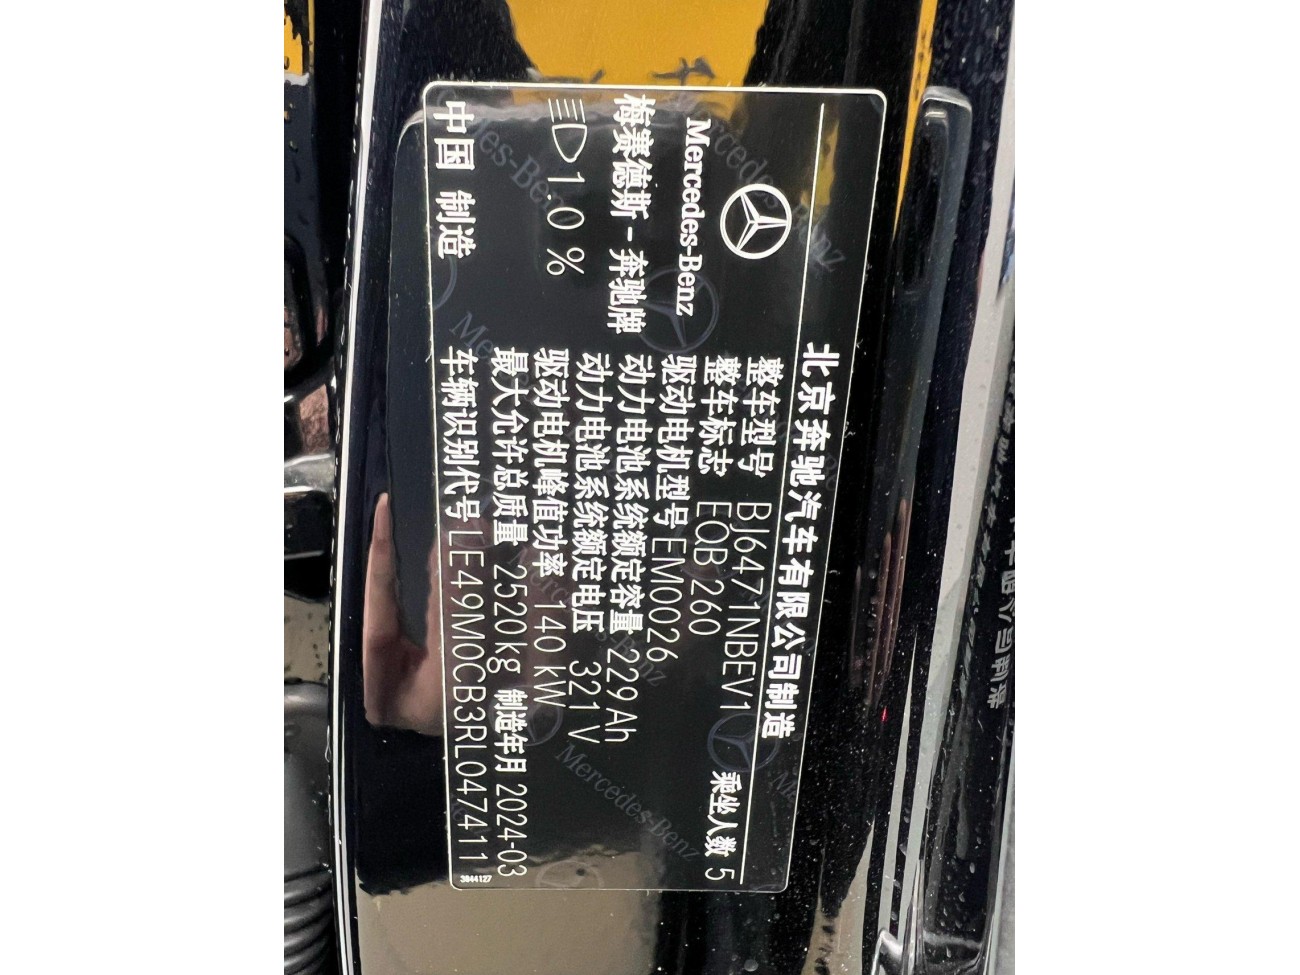 北京奔驰汽车有限公司制造
Mercedes-Benz
梅赛德斯-奔驰牌
1.0 %
中国 制造
整车型号 BJ6471NBEV1
乘坐人数 5
整车标志 EQB 260
驱动电机型号 EM0026
动力电池系统额定容量 229 Ah
动力电池系统额定电压 321 V
驱动电机峰值功率 140 kW
最大允许总质量 2520 kg 制造年月 2024-03
车辆识别代号 LE49M0CB3RL047411
3844127